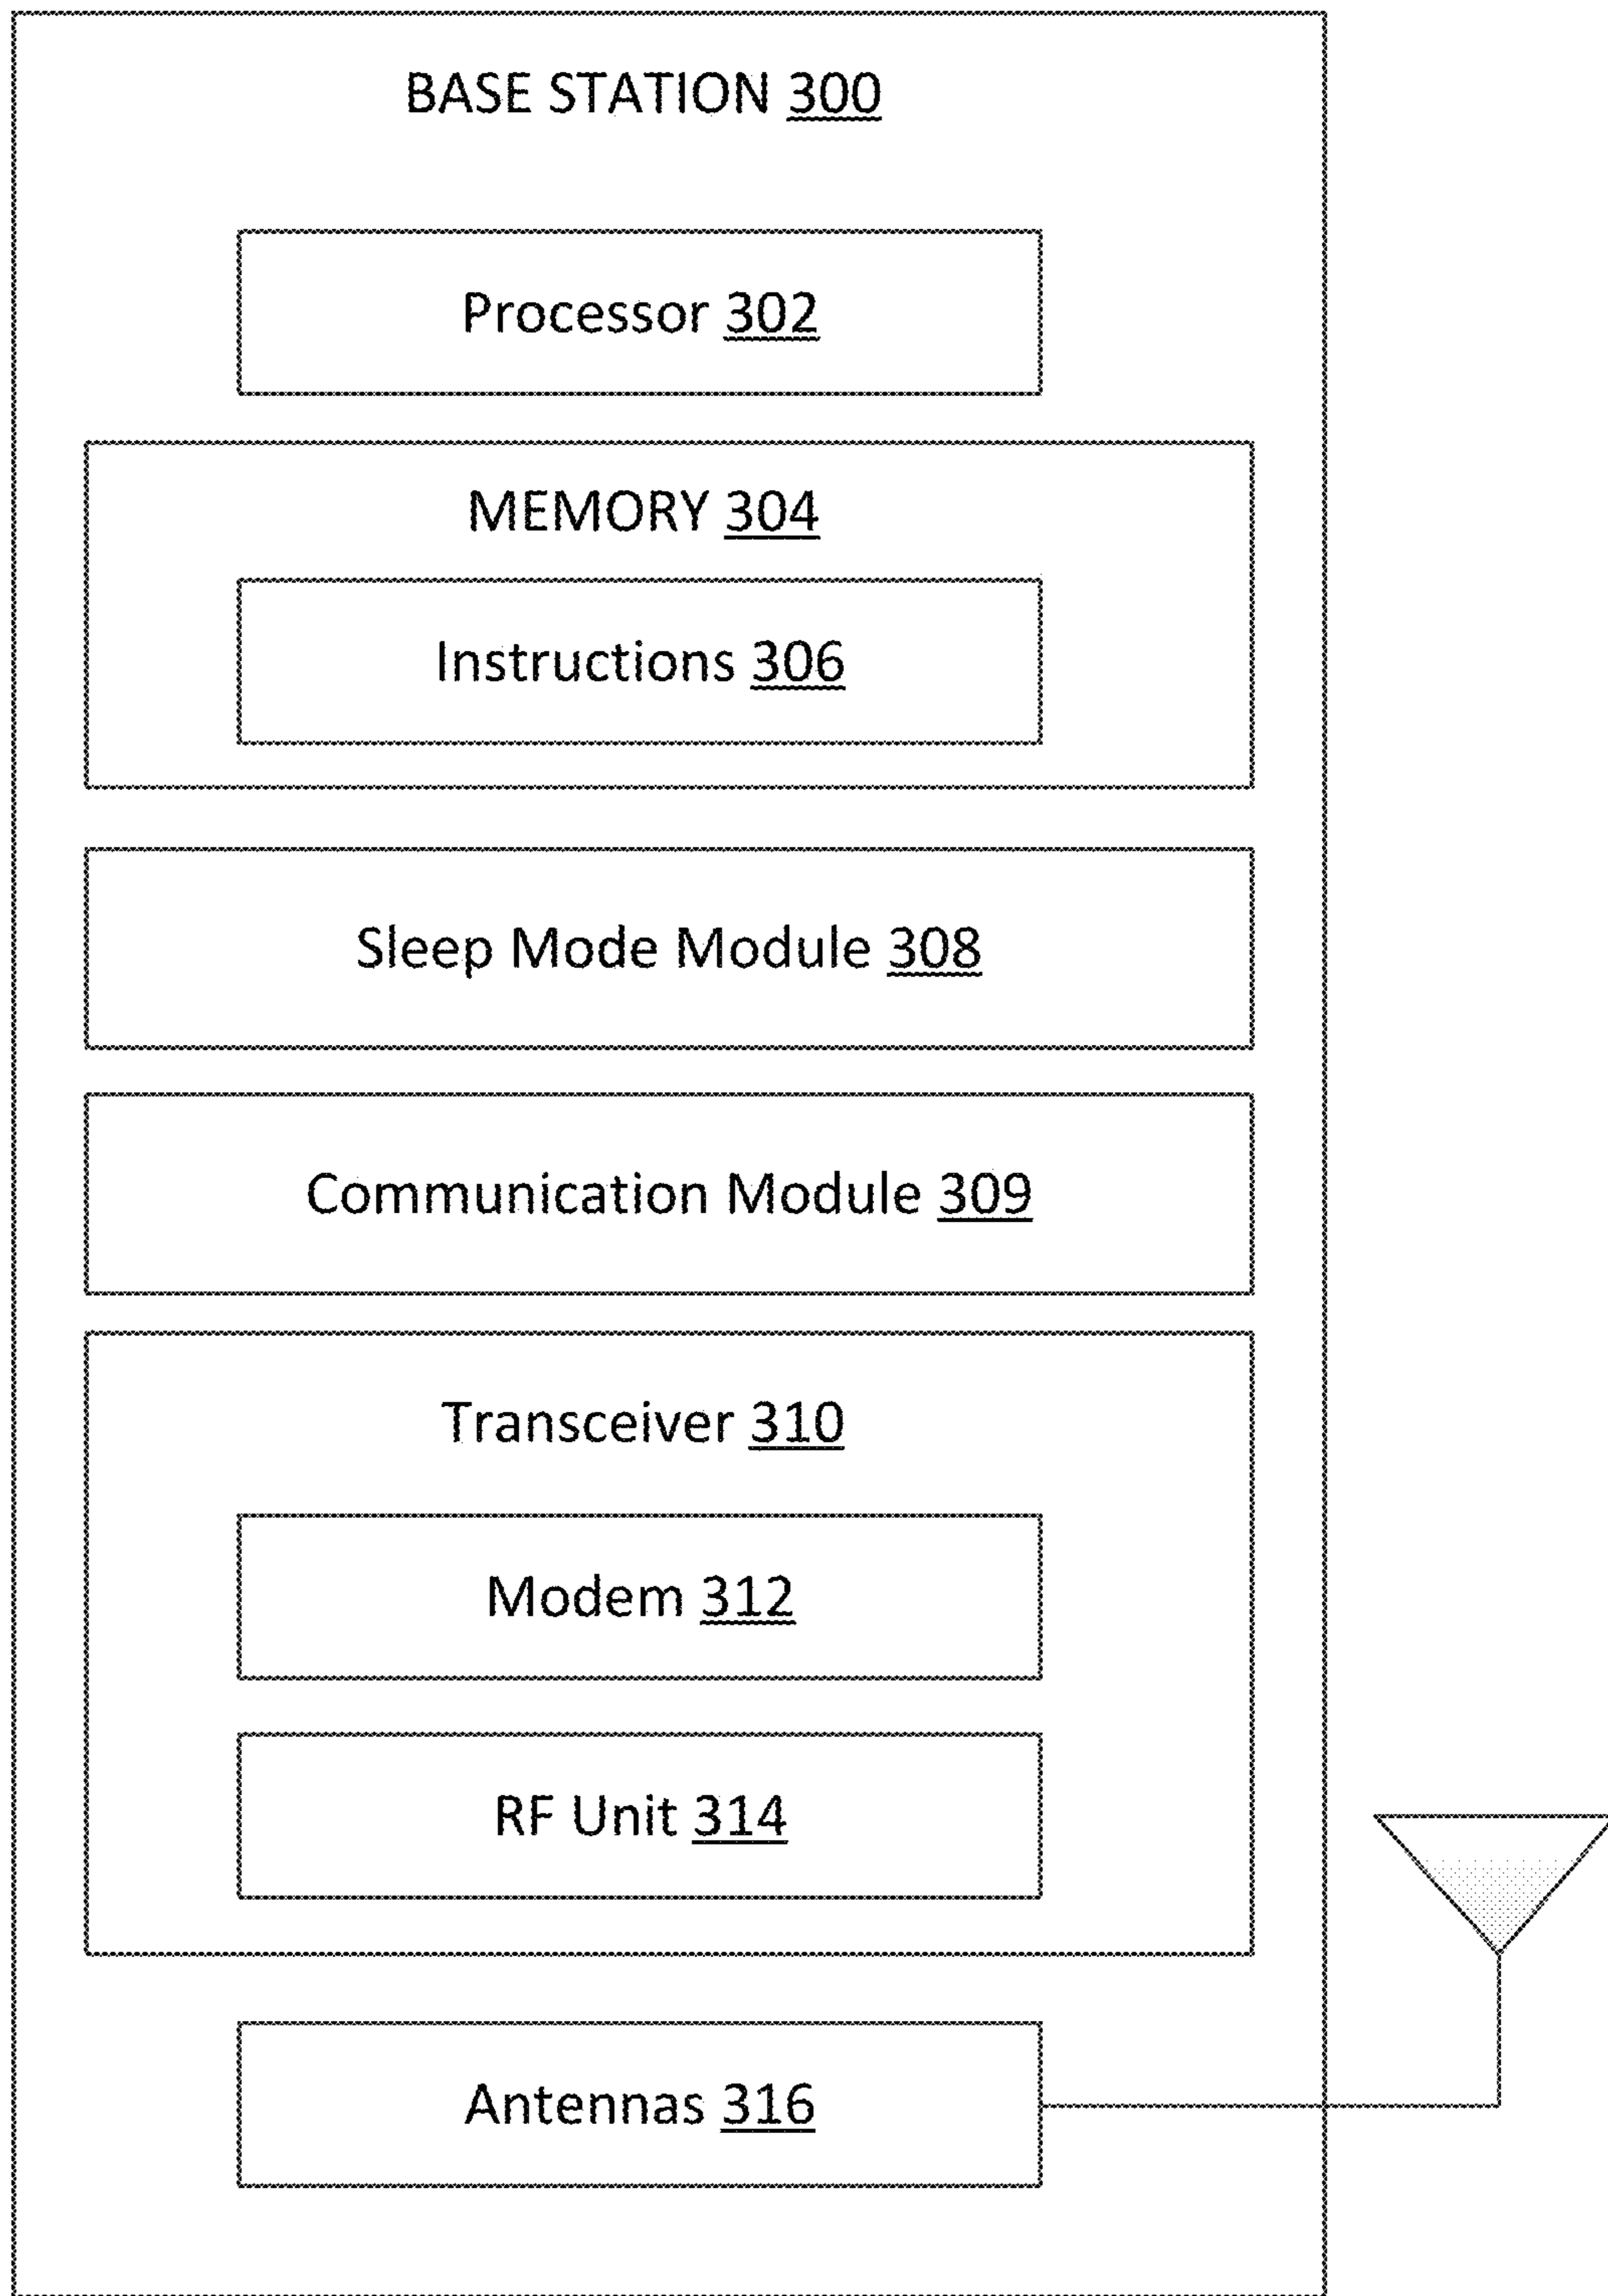 BASE STATION 300
Processor 302
MEMORY 304
Instructions 306
Sleep Mode Module 308
Communication Module 309
Transceiver 310
Modem 312
RF Unit 314
Antennas 316